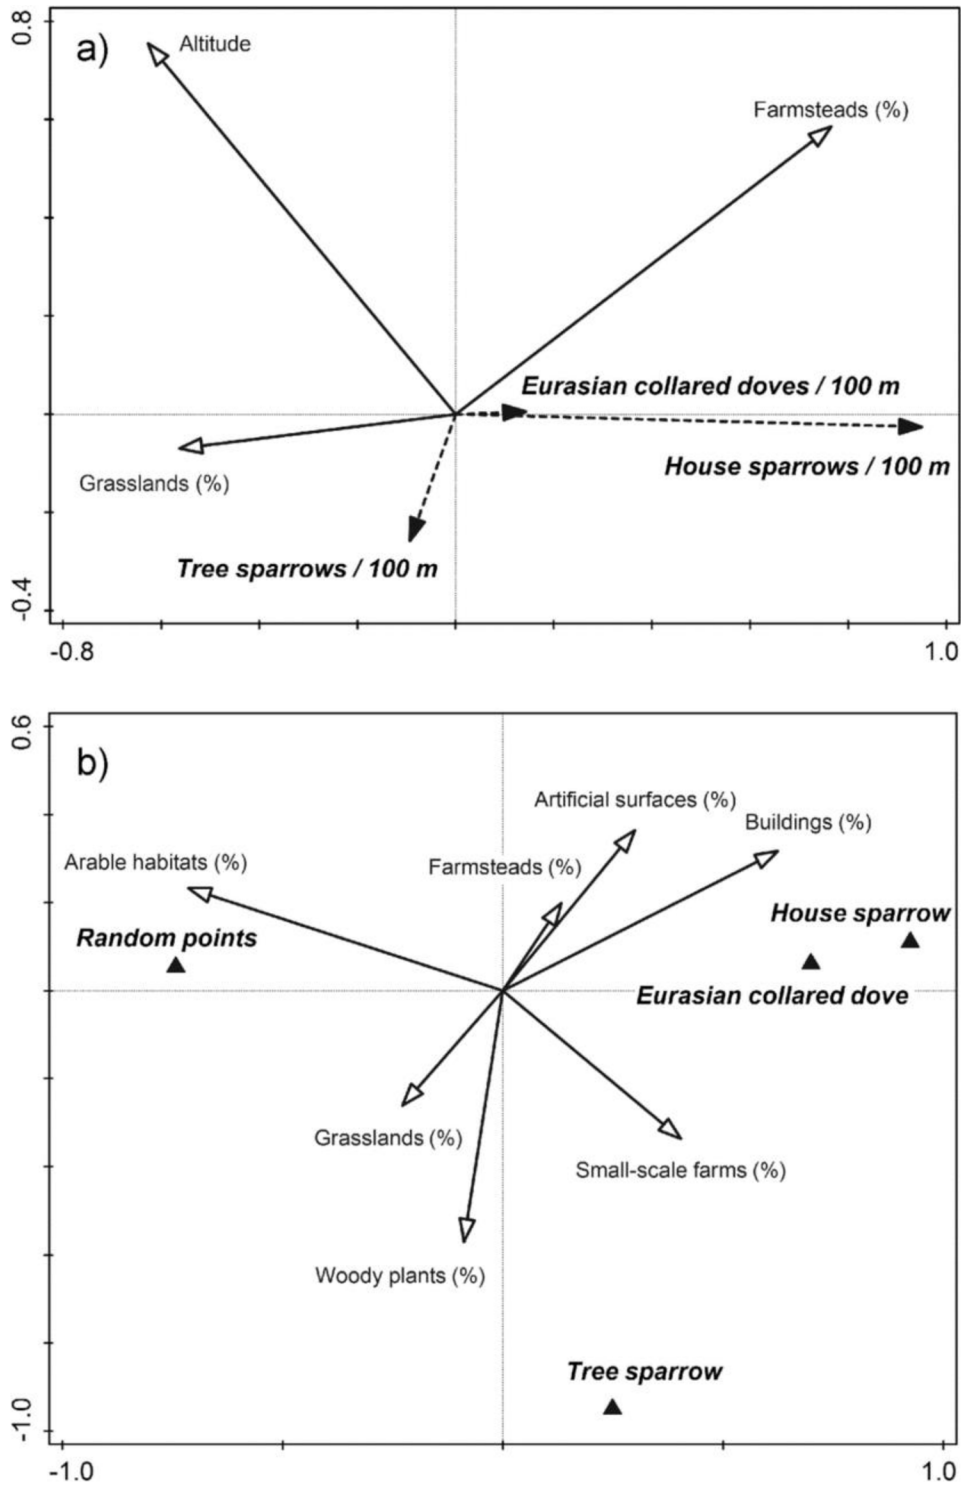 0.8
a)
Altitude
Farmsteads (%)
Eurasian collared doves / 100 m
House sparrows / 100 m
Grasslands (%)
Tree sparrows / 100 m
-0.4
-0.8
1.0
0.6
b)
Artificial surfaces (%)
Buildings (%)
Arable habitats (%)
Farmsteads (%)
House sparrow
Random points
Eurasian collared dove
Grasslands (%)
Small-scale farms (%)
Woody plants (%)
Tree sparrow
-1.0
-1.0
1.0